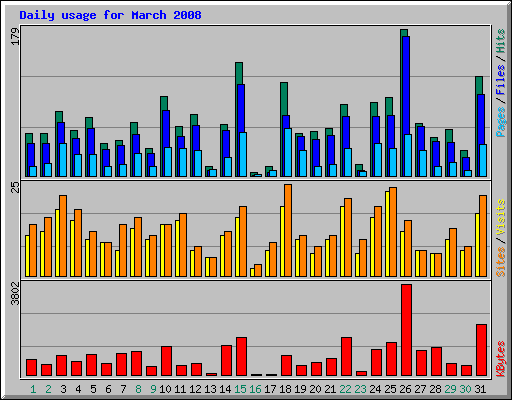 Daily usage for March 2008
179
Pages / Files / Hits
25
Sites / Visits
3802
KBytes
1 2 3 4 5 6 7 8 9 10 11 12 13 14 15 16 17 18 19 20 21 22 23 24 25 26 27 28 29 30 31